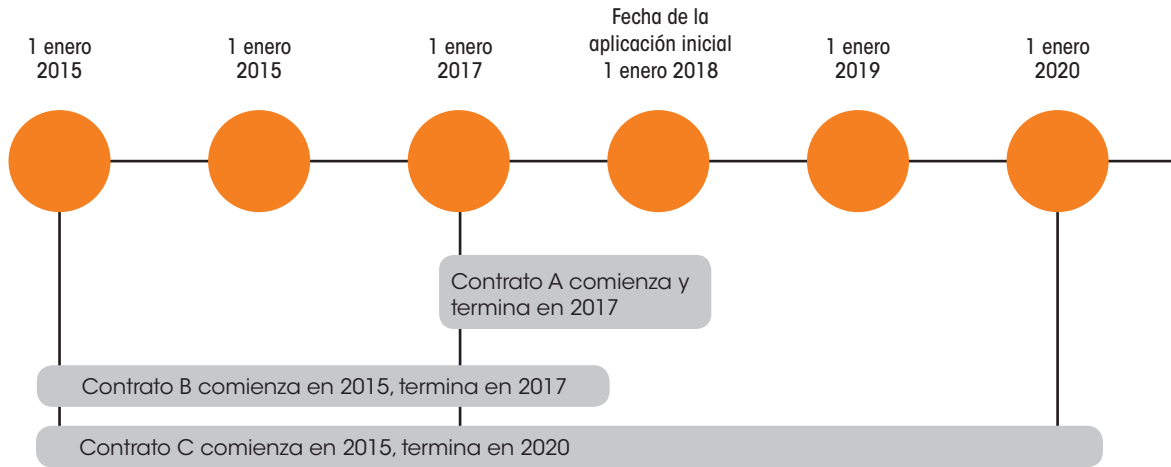 1 enero
2015
1 enero
2015
1 enero
2017
Fecha de la
aplicación inicial
1 enero 2018
1 enero
2019
1 enero
2020
Contrato A comienza y
termina en 2017
Contrato B comienza en 2015, termina en 2017
Contrato C comienza en 2015, termina en 2020